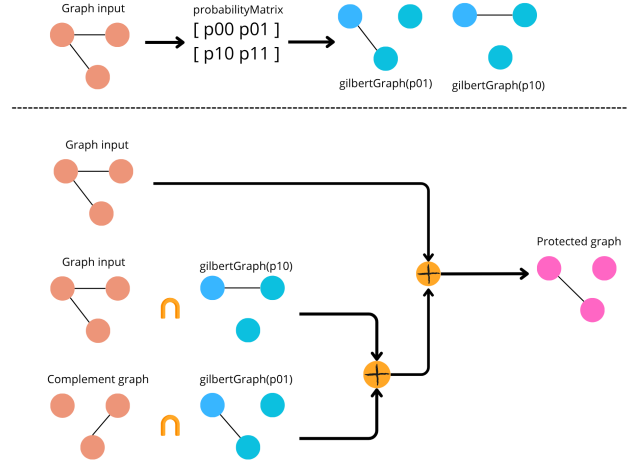 Graph input
probabilityMatrix
[ p00 p01 ]
[ p10 p11 ]
gilbertGraph(p01)
gilbertGraph(p10)
Graph input
Graph input
gilbertGraph(p10)
∩
Protected graph
Complement graph
gilbertGraph(p01)
∩